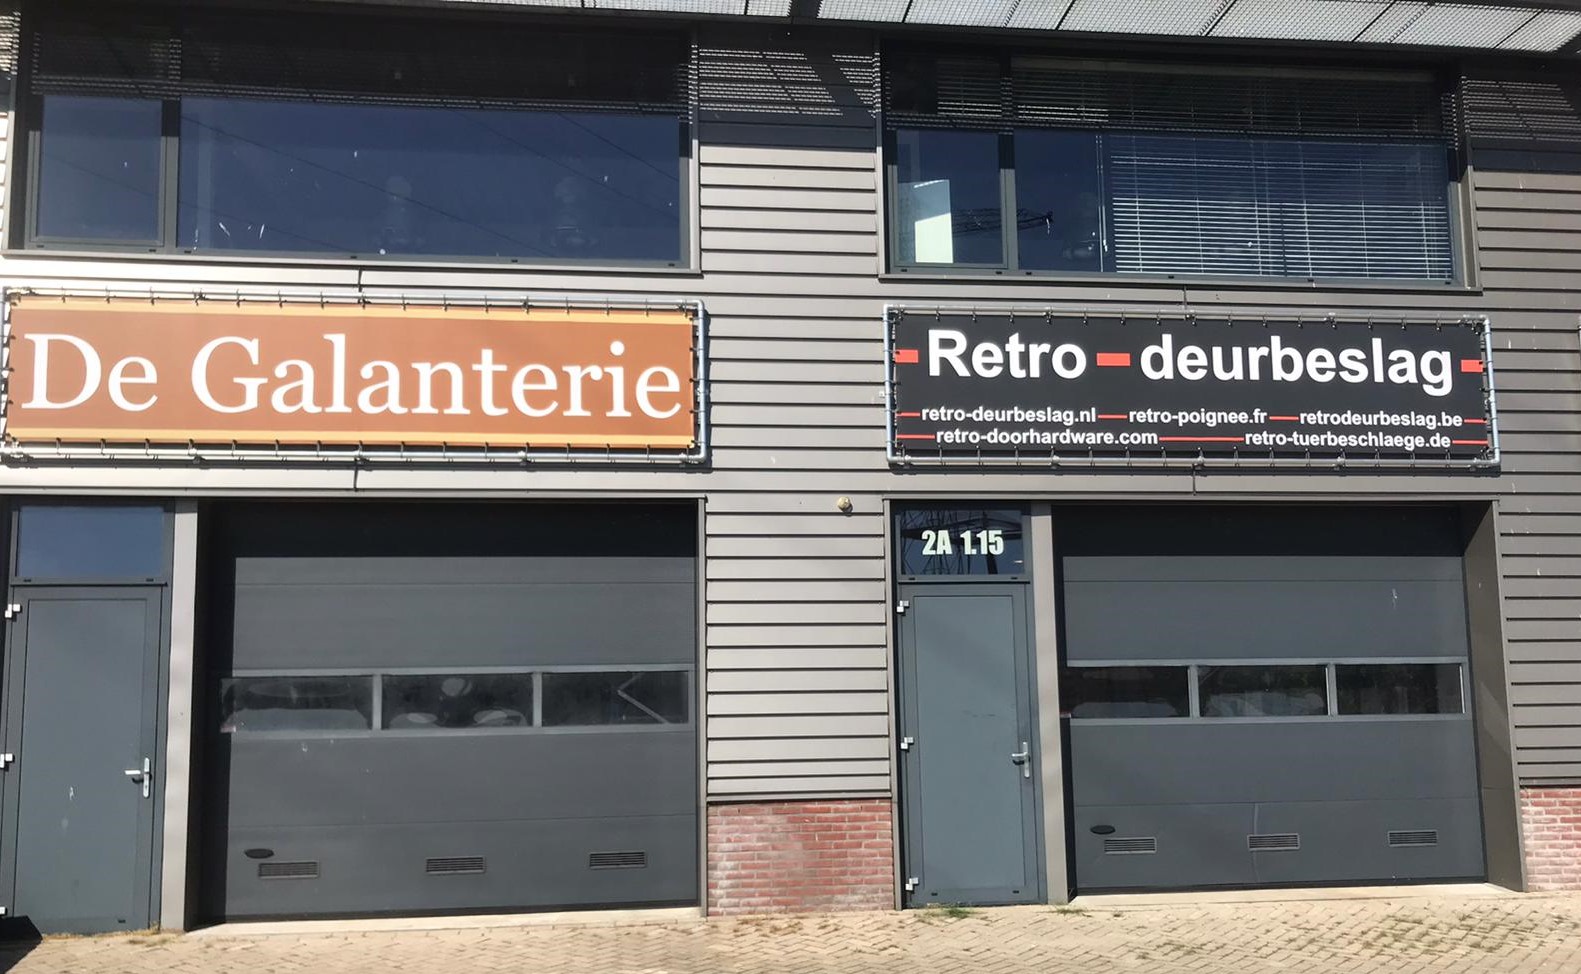 De Galanterie
Retro - deurbeslag
retro-deurbeslag.nl retro-poignee.fr retrodeurbeslag.be
retro-doorhardware.com retro-tuerbeschlaege.de
2A 1.15